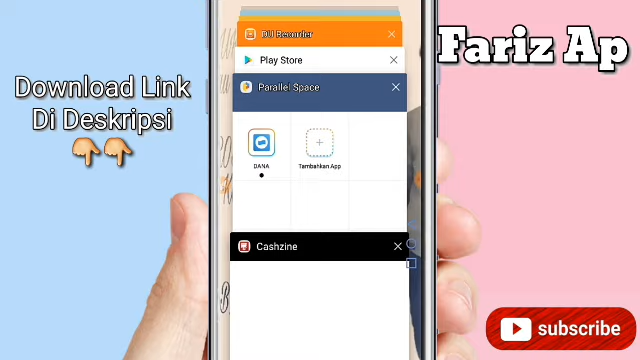 DU Recorder
Play Store
Fariz Ap
Parallel Space
Download Link
Di Deskripsi
DANA
Tambahkan App
Cashzine
subscribe